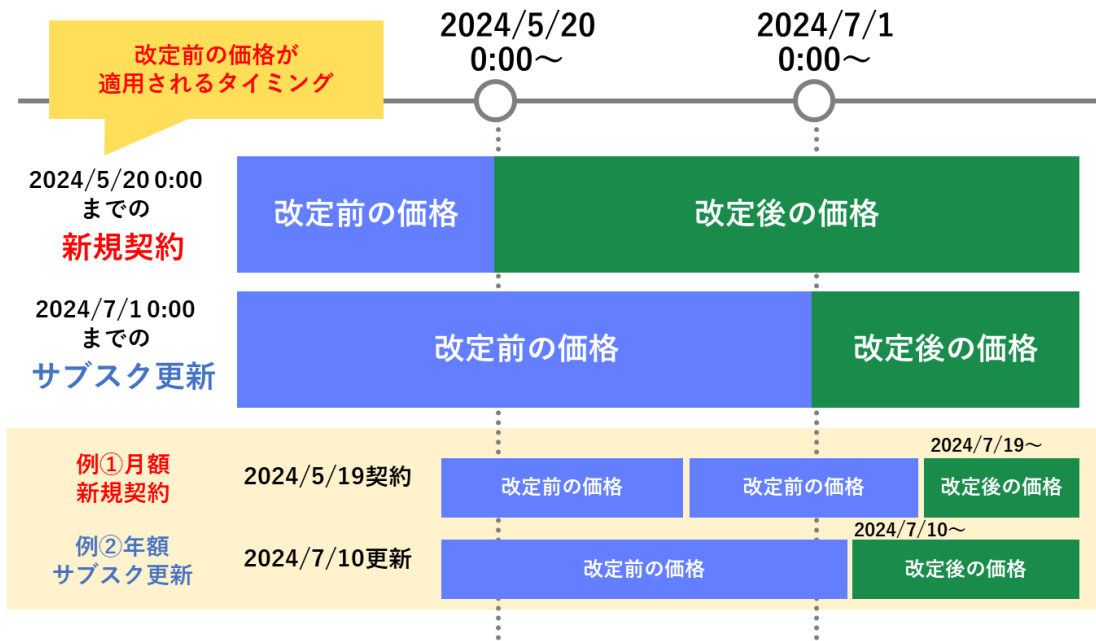 改定前の価格が
適用されるタイミング
2024/5/20
0:00〜
2024/7/1
0:00〜
2024/5/20 0:00
までの
新規契約
改定前の価格
改定後の価格
2024/7/1 0:00
までの
サブスク更新
改定前の価格
改定後の価格
例①月額
新規契約
2024/5/19契約
改定前の価格
改定前の価格
2024/7/19〜
改定後の価格
例②年額
サブスク更新
2024/7/10更新
改定前の価格
2024/7/10〜
改定後の価格